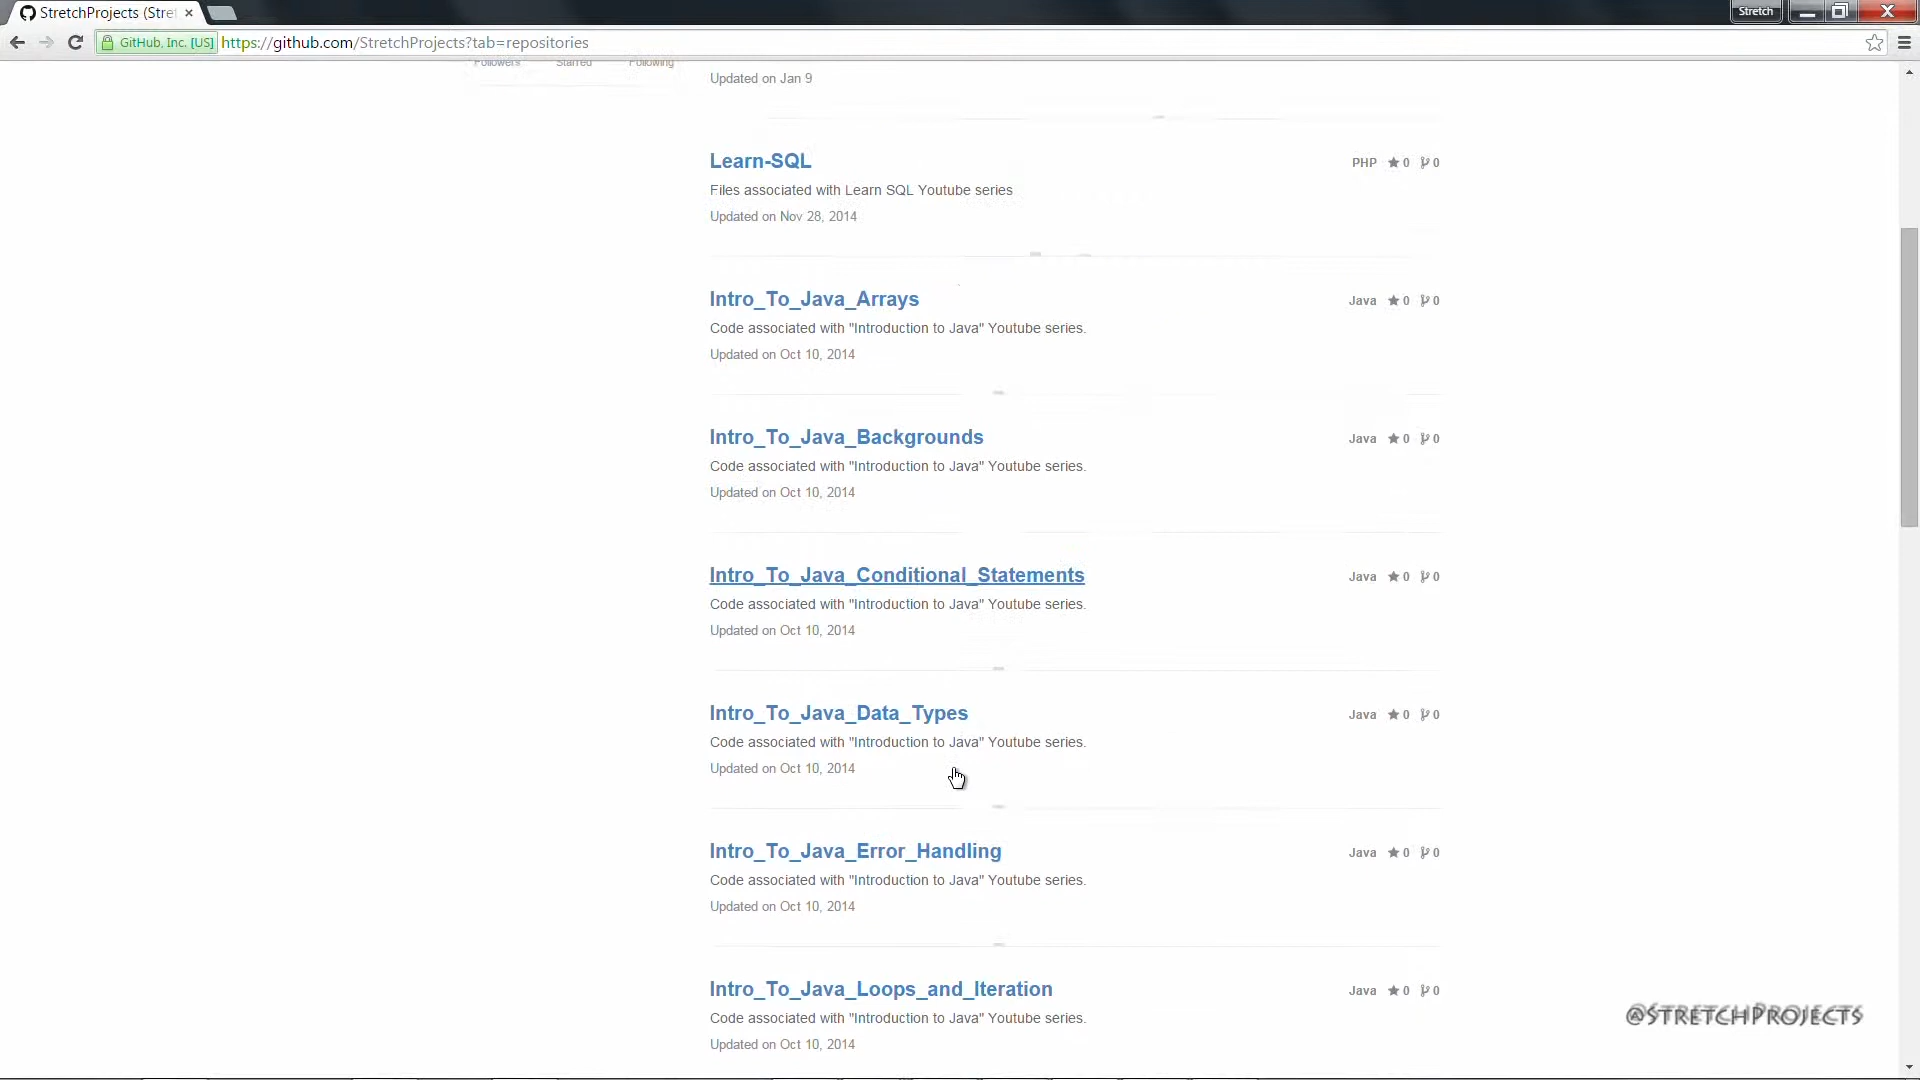 StretchProjects (Stre
Stretch
GitHub, Inc. [US] https://github.com/StretchProjects?tab=repositories
Followers Starred Following
Updated on Jan 9
Learn-SQL PHP 0 0
Files associated with Learn SQL Youtube series
Updated on Nov 28, 2014
Intro_To_Java_Arrays Java 0 0
Code associated with "Introduction to Java" Youtube series.
Updated on Oct 10, 2014
Intro_To_Java_Backgrounds Java 0 0
Code associated with "Introduction to Java" Youtube series.
Updated on Oct 10, 2014
Intro_To_Java_Conditional_Statements Java 0 0
Code associated with "Introduction to Java" Youtube series.
Updated on Oct 10, 2014
Intro_To_Java_Data_Types Java 0 0
Code associated with "Introduction to Java" Youtube series.
Updated on Oct 10, 2014
Intro_To_Java_Error_Handling Java 0 0
Code associated with "Introduction to Java" Youtube series.
Updated on Oct 10, 2014
Intro_To_Java_Loops_and_Iteration Java 0 0
Code associated with "Introduction to Java" Youtube series.
Updated on Oct 10, 2014
@StretchProjects